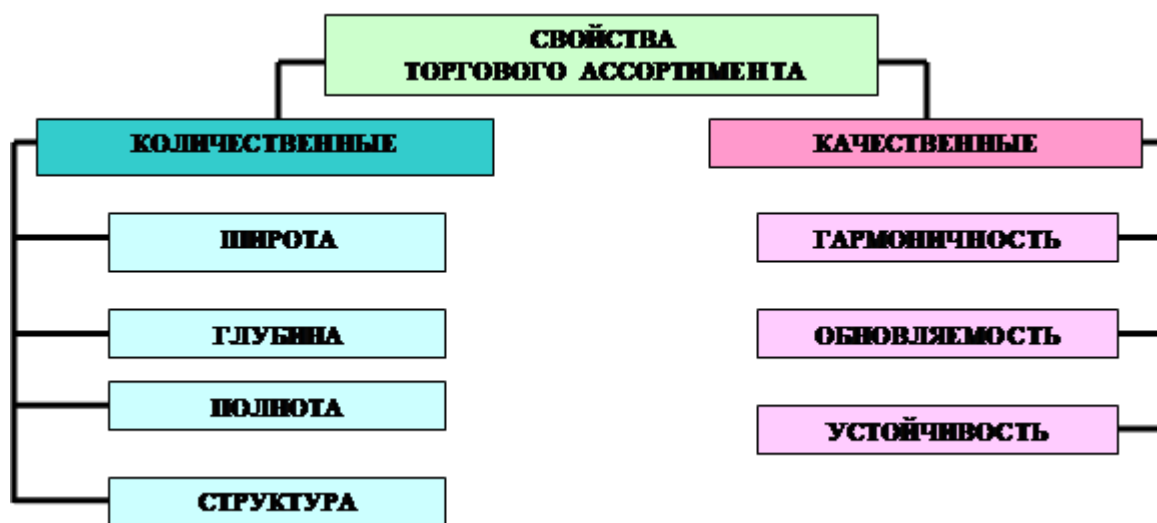 СВОЙСТВА
ТОРГОВОГО АССОРТИМЕНТА
КОЛИЧЕСТВЕННЫЕ
КАЧЕСТВЕННЫЕ
ШИРОТА
ГАРМОНИЧНОСТЬ
ГЛУБИНА
ОБНОВЛЯЕМОСТЬ
ПОЛНОТА
УСТОЙЧИВОСТЬ
СТРУКТУРА